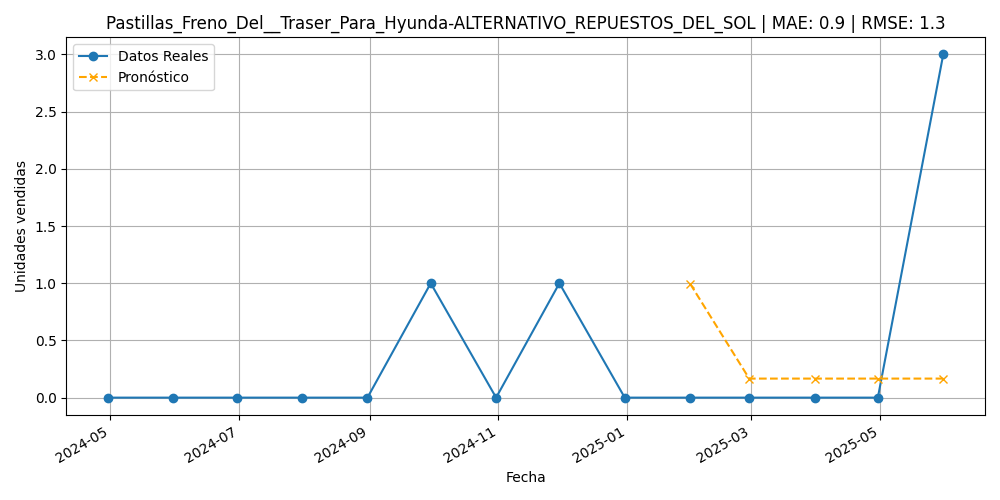 Pastillas_Freno_Del__Traser_Para_Hyunda-ALTERNATIVO_REPUESTOS_DEL_SOL | MAE: 0.9 | RMSE: 1.3
Datos Reales
Pronóstico
Unidades vendidas
3.0
2.5
2.0
1.5
1.0
0.5
0.0
2024-05
2024-07
2024-09
2024-11
2025-01
2025-03
2025-05
Fecha